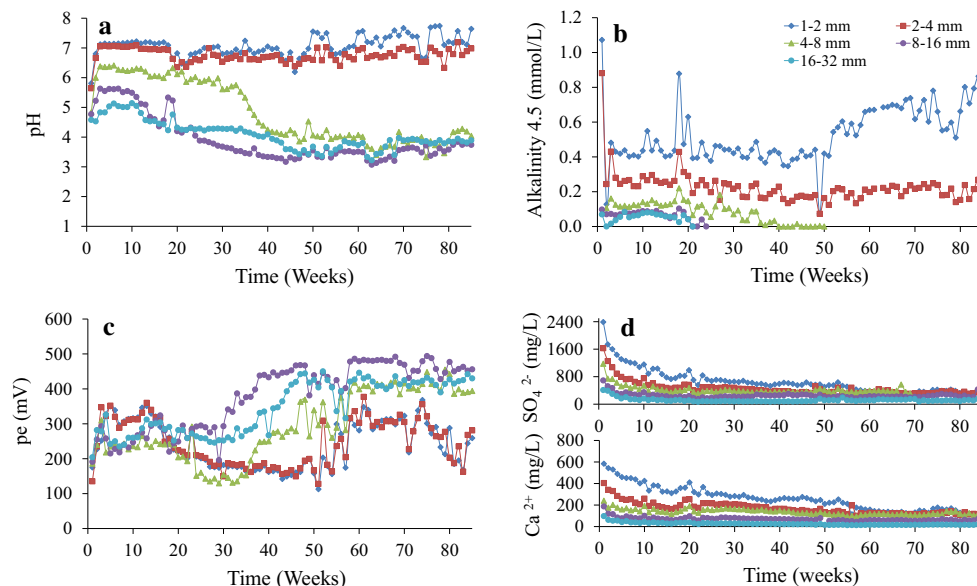 a
8
7
6
5
4
3
2
1
pH
0 10 20 30 40 50 60 70 80
Time (Weeks)
b
1-2 mm
2-4 mm
4-8 mm
8-16 mm
16-32 mm
1.2
1.0
0.8
0.6
0.4
0.2
0.0
Alkalinity 4.5 (mmol/L)
0 10 20 30 40 50 60 70 80
Time (Weeks)
c
600
500
400
300
200
100
0
pe (mV)
0 10 20 30 40 50 60 70 80
Time (Weeks)
d
2400
1600
800
0
SO₄ ²⁻ (mg/L)
0 10 20 30 40 50 60 70 80
800
600
400
200
0
Ca ²⁺ (mg/L)
0 10 20 30 40 50 60 70 80
Time (weeks)